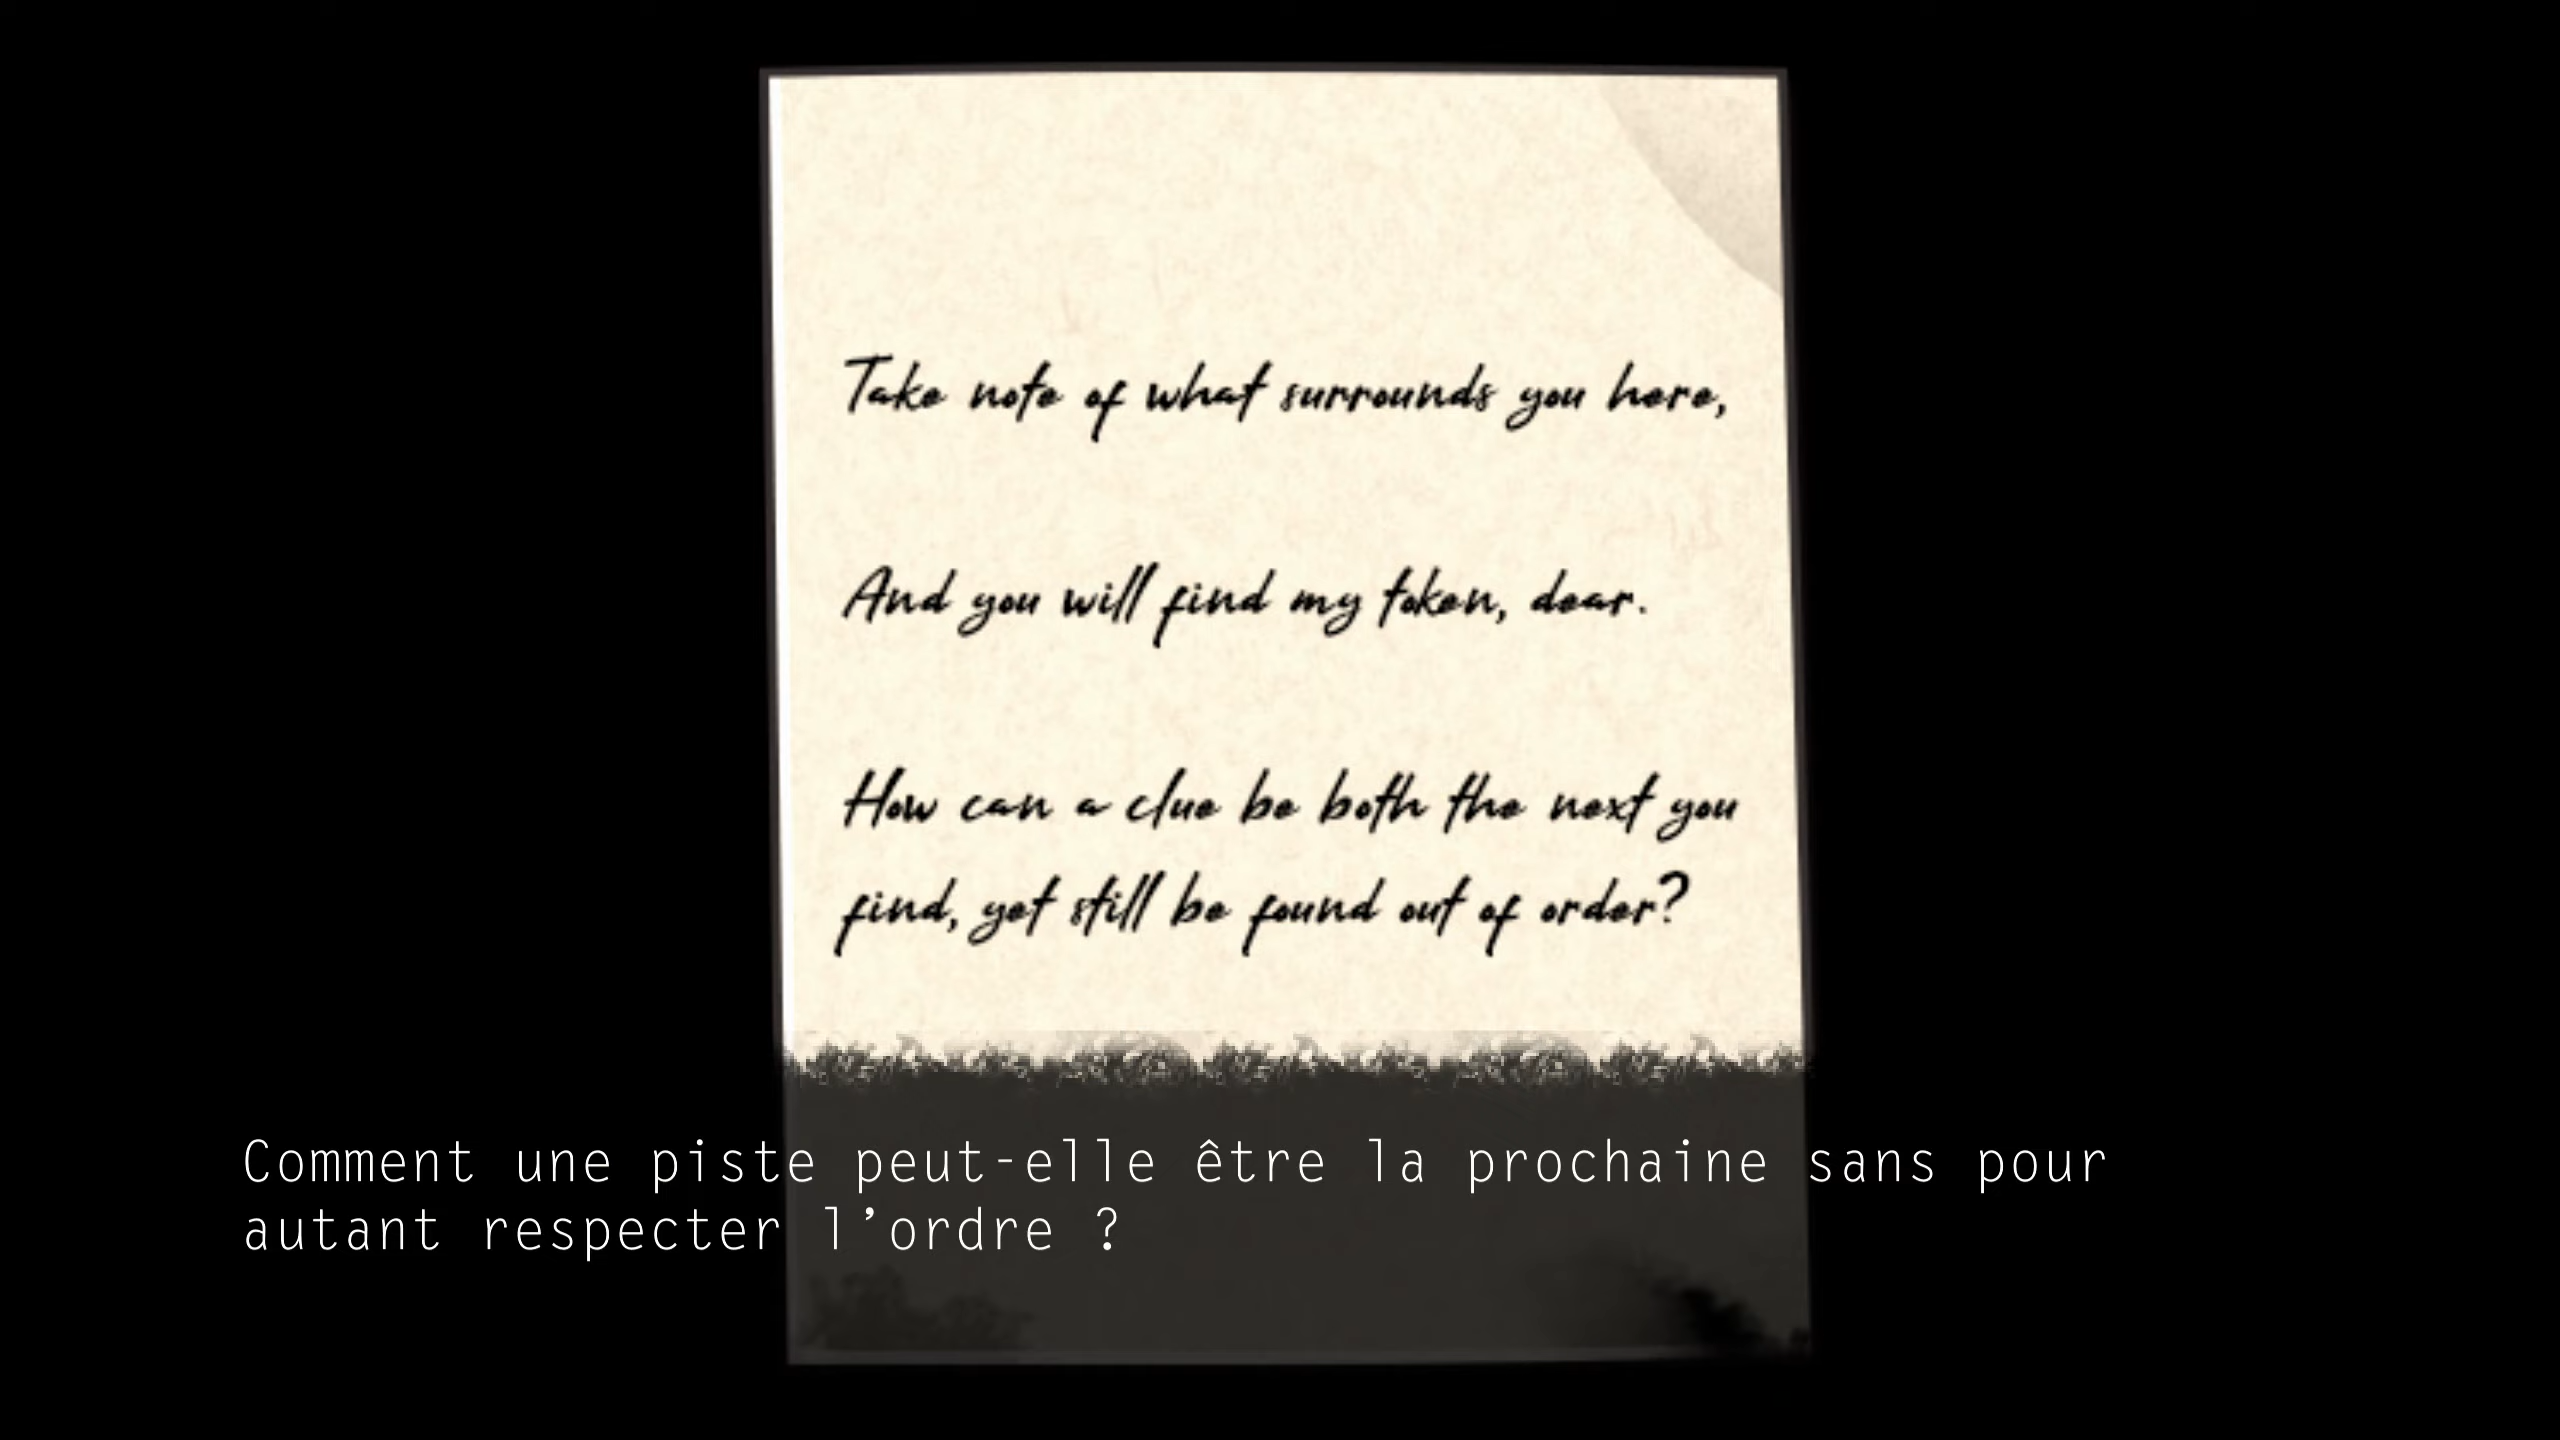 Take note of what surrounds you here,
And you will find my token, dear.
How can a clue be both the next you
find, yet still be found out of order?
Comment une piste peut-elle être la prochaine sans pour
autant respecter l’ordre ?